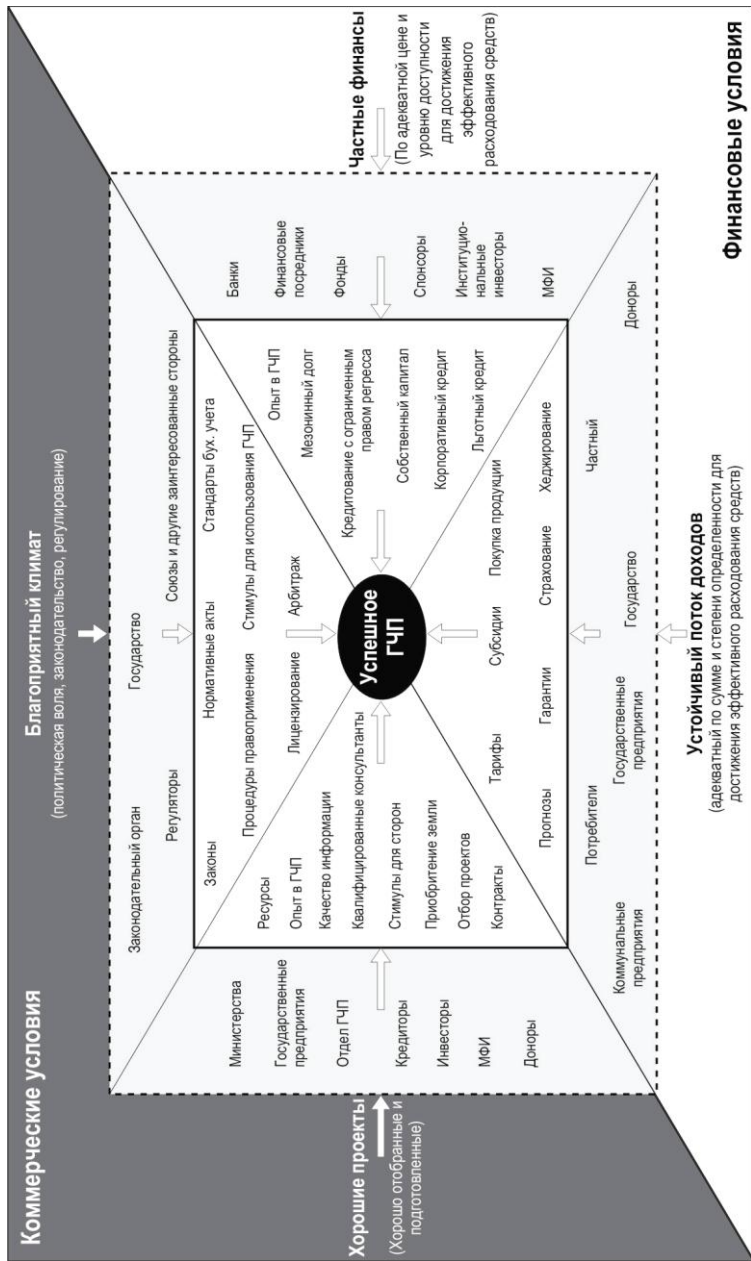 Коммерческие условия
Благоприятный климат
(политическая воля, законодательство, регулирование)
Законодательный орган
Государство
Регуляторы
Союзы и другие заинтересованные стороны
Законы
Нормативные акты
Стандарты бух. учета
Процедуры правоприменения
Стимулы для использования ГЧП
Лицензирование
Арбитраж
Хорошие проекты
(Хорошо отобранные и
подготовленные)
Министерства
Государственные
предприятия
Отдел ГЧП
Кредиторы
Инвесторы
МФИ
Доноры
Ресурсы
Опыт в ГЧП
Качество информации
Квалифицированные консультанты
Стимулы для сторон
Приобритение земли
Отбор проектов
Контракты
Успешное
ГЧП
Опыт в ГЧП
Мезонинный долг
Кредитование с ограниченным
правом регресса
Собственный капитал
Корпоративный кредит
Льготный кредит
Банки
Финансовые
посредники
Фонды
Спонсоры
Институцио-
нальные
инвесторы
МФИ
Доноры
Частные финансы
(По адекватной цене и
уровню доступности
для достижения
эффективного
расходования средств)
Тарифы
Субсидии
Покупка продукции
Прогнозы
Гарантии
Страхование
Хеджирование
Потребители
Частный
Коммунальные
предприятия
Государственные
предприятия
Государство
Устойчивый поток доходов
(адекватный по сумме и степени определенности для
достижения эффективного расходования средств)
Финансовые условия